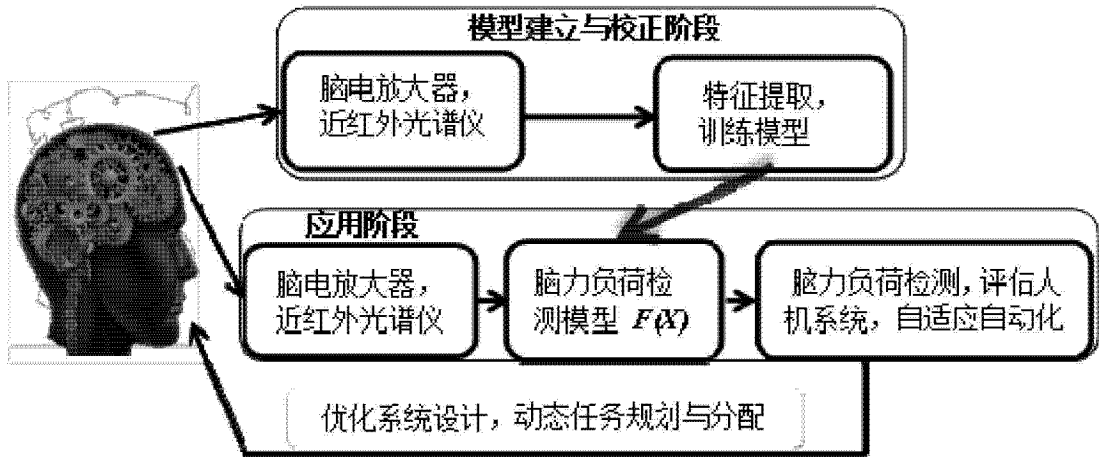 模型建立与校正阶段
脑电放大器，
近红外光谱仪
特征提取，
训练模型
应用阶段
脑电放大器，
近红外光谱仪
脑力负荷检
测模型 F(X)
脑力负荷检测，评估人
机系统，自适应自动化
优化系统设计，动态任务规划与分配